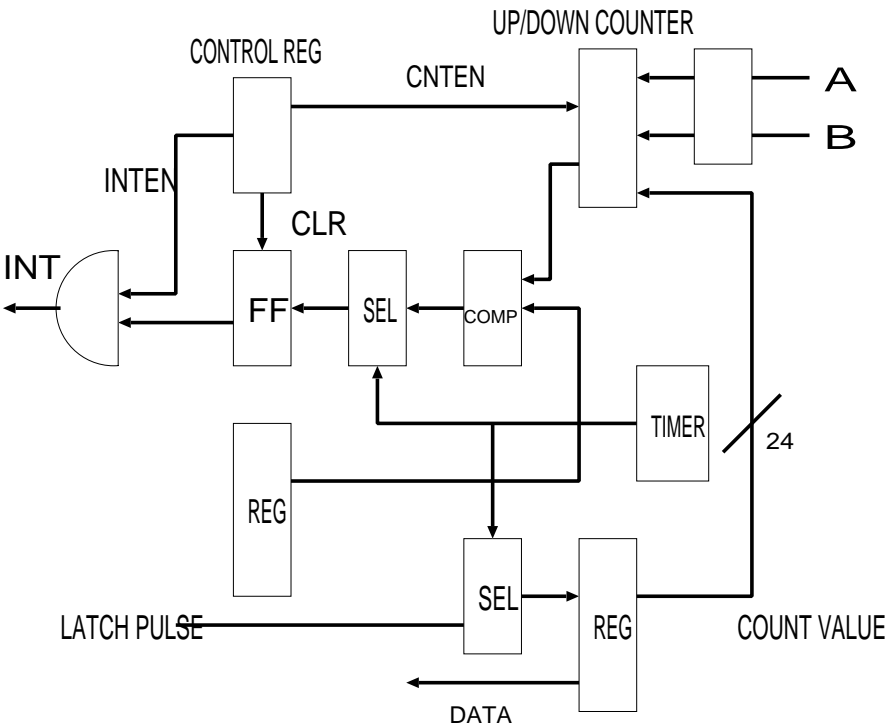 UP/DOWN COUNTER
CONTROL REG
CNTEN
A
B
INTEN
CLR
INT
FF
SEL
COMP
TIMER
24
REG
SEL
REG
LATCH PULSE
COUNT VALUE
DATA